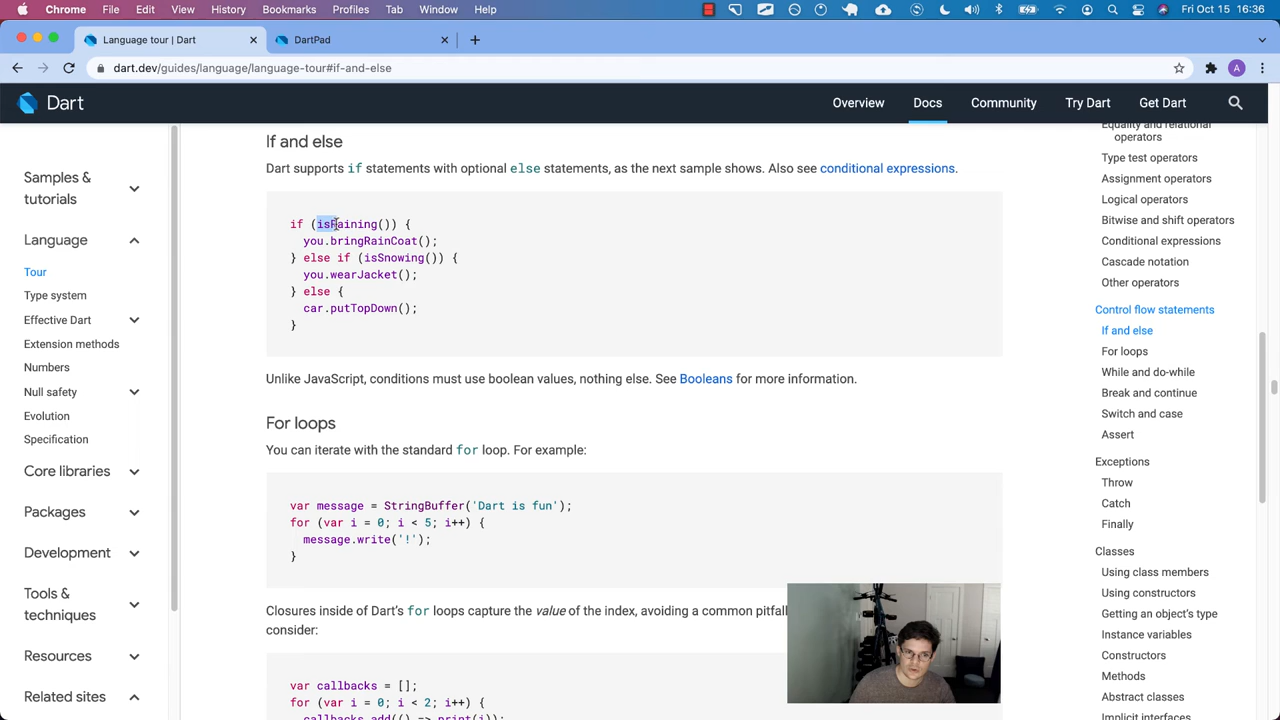 Chrome File Edit View History Bookmarks Profiles Tab Window Help Fri Oct 15 16:36
Language tour | Dart
DartPad
dart.dev/guides/language/language-tour#if-and-else
A
Dart
Overview
Docs
Community
Try Dart
Get Dart
Samples &
tutorials
Language
Tour
Type system
Effective Dart
Extension methods
Numbers
Null safety
Evolution
Specification
Core libraries
Packages
Development
Tools &
techniques
Resources
Related sites
If and else
Dart supports if statements with optional else statements, as the next sample shows. Also see conditional expressions.
if (isRaining()) {
you.bringRainCoat();
} else if (isSnowing()) {
you.wearJacket();
} else {
car.putTopDown();
}
Unlike JavaScript, conditions must use boolean values, nothing else. See Booleans for more information.
For loops
You can iterate with the standard for loop. For example:
var message = StringBuffer('Dart is fun');
for (var i = 0; i < 5; i++) {
message.write('!');
}
Closures inside of Dart’s for loops capture the value of the index, avoiding a common pitfall
consider:
var callbacks = [];
for (var i = 0; i < 2; i++) {
callbacks.add(() => print(i));
Equality and relational
operators
Type test operators
Assignment operators
Logical operators
Bitwise and shift operators
Conditional expressions
Cascade notation
Other operators
Control flow statements
If and else
For loops
While and do-while
Break and continue
Switch and case
Assert
Exceptions
Throw
Catch
Finally
Classes
Using class members
Using constructors
Getting an object’s type
Instance variables
Constructors
Methods
Abstract classes
Implicit interfaces